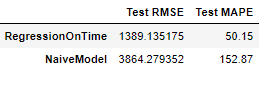 Test RMSE Test MAPE
RegressionOnTime 1389.135175 50.15
NaiveModel 3864.279352 152.87